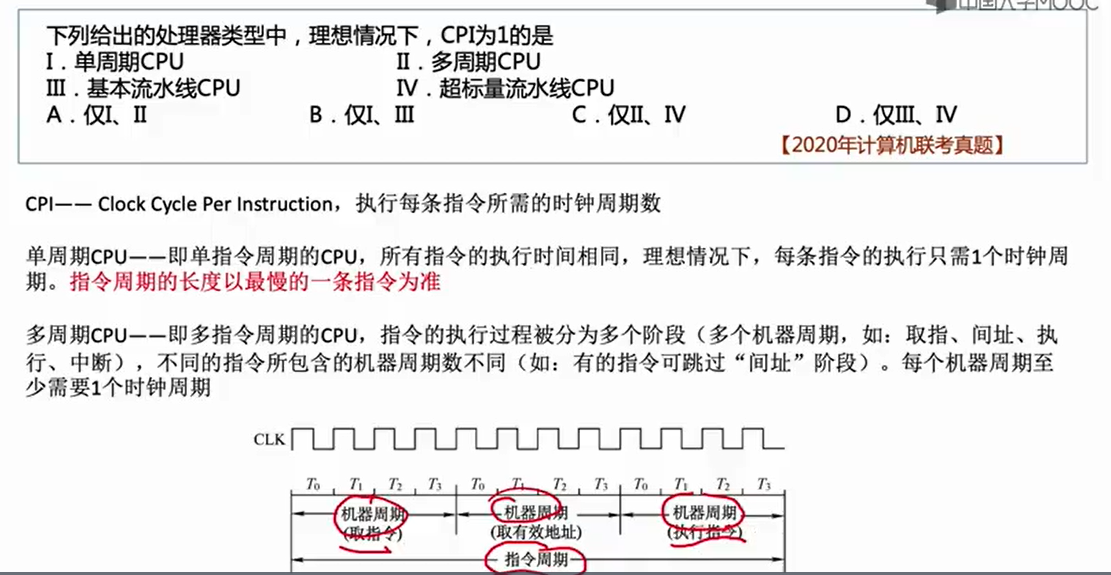 中国大学MOOC
下列给出的处理器类型中，理想情况下，CPI为1的是
I．单周期CPU II．多周期CPU
III．基本流水线CPU IV．超标量流水线CPU
A．仅I、II B．仅I、III C．仅II、IV D．仅III、IV
【2020年计算机联考真题】
CPI—— Clock Cycle Per Instruction，执行每条指令所需的时钟周期数
单周期CPU——即单指令周期的CPU，所有指令的执行时间相同，理想情况下，每条指令的执行只需1个时钟周
期。指令周期的长度以最慢的一条指令为准
多周期CPU——即多指令周期的CPU，指令的执行过程被分为多个阶段（多个机器周期，如：取指、间址、执
行、中断），不同的指令所包含的机器周期数不同（如：有的指令可跳过“间址”阶段）。每个机器周期至
少需要1个时钟周期
CLK
T0 T1 T2 T3 T0 T1 T2 T3 T0 T1 T2 T3
机器周期 机器周期 机器周期
(取指令) (取有效地址) (执行指令)
指令周期